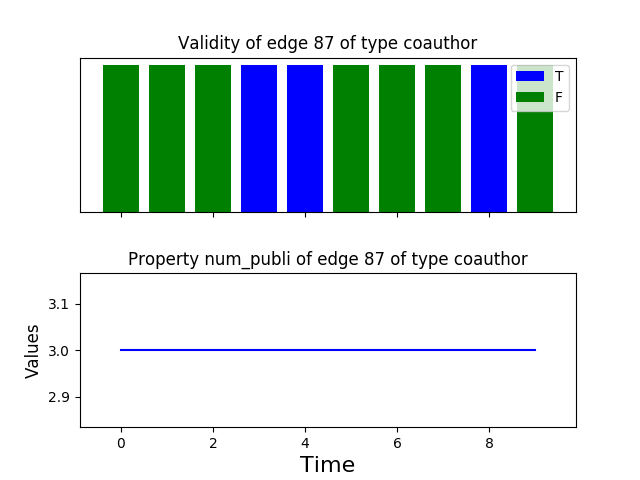 Validity of edge 87 of type coauthor
T
F
Property num_publi of edge 87 of type coauthor
3.1
3.0
2.9
Values
0 2 4 6 8
Time